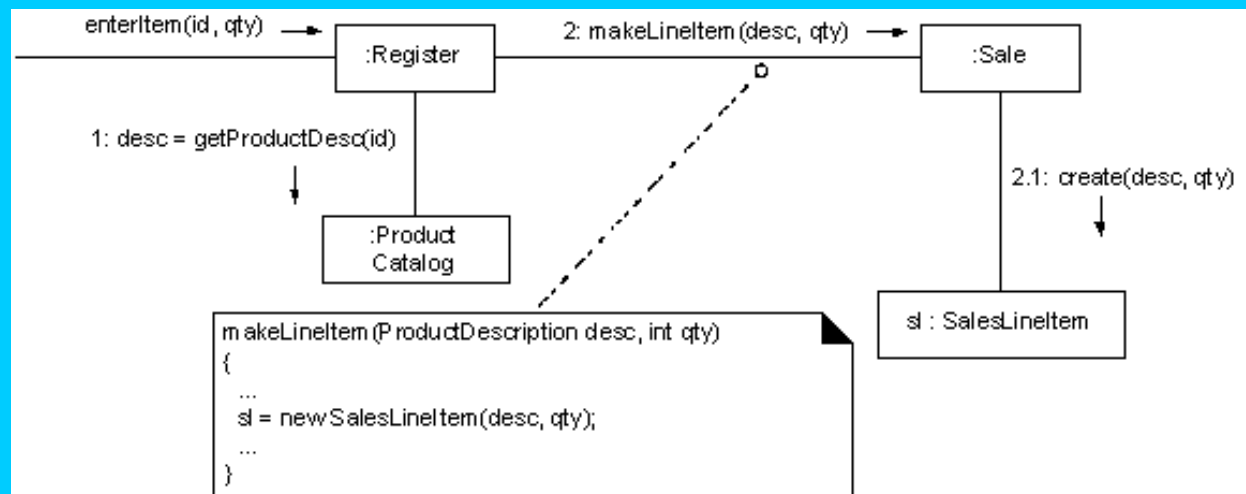 enterItem(id, qty)
2: makeLineItem(desc, qty)
:Register
:Sale
1: desc = getProductDesc(id)
2.1: create(desc, qty)
:Product
Catalog
sl : SalesLineItem
makeLineItem(ProductDescription desc, int qty)
{
...
sl = new SalesLineItem(desc, qty);
...
}